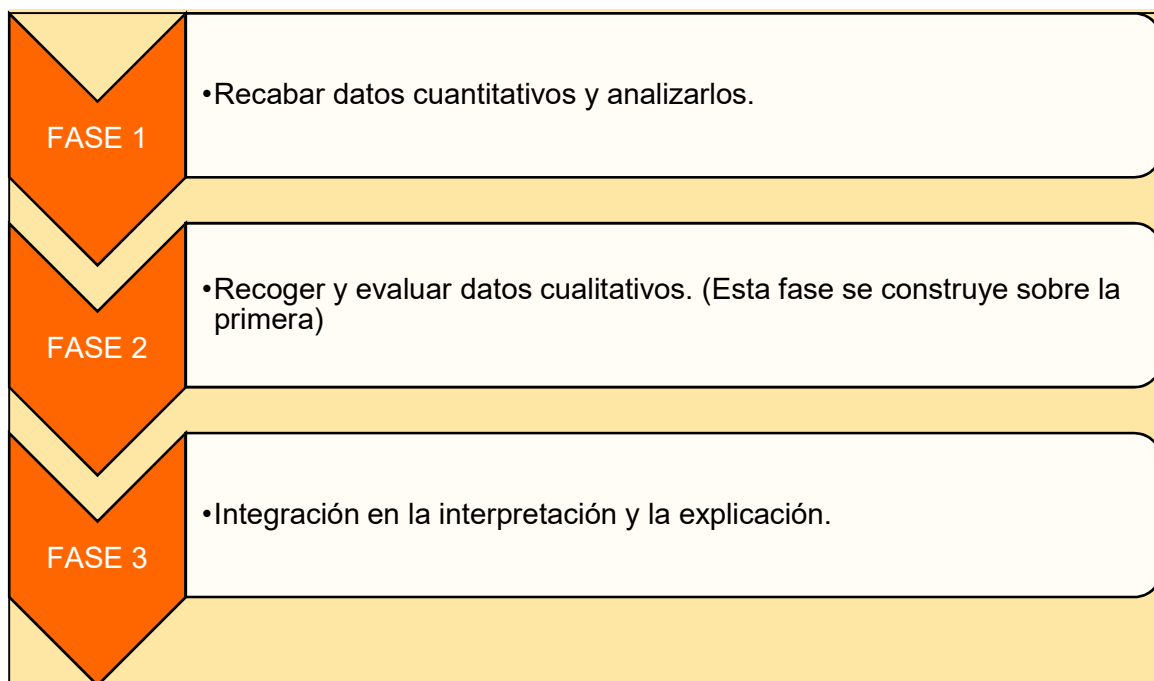 •Recabar datos cuantitativos y analizarlos.
FASE 1
•Recoger y evaluar datos cualitativos. (Esta fase se construye sobre la
primera)
FASE 2
•Integración en la interpretación y la explicación.
FASE 3